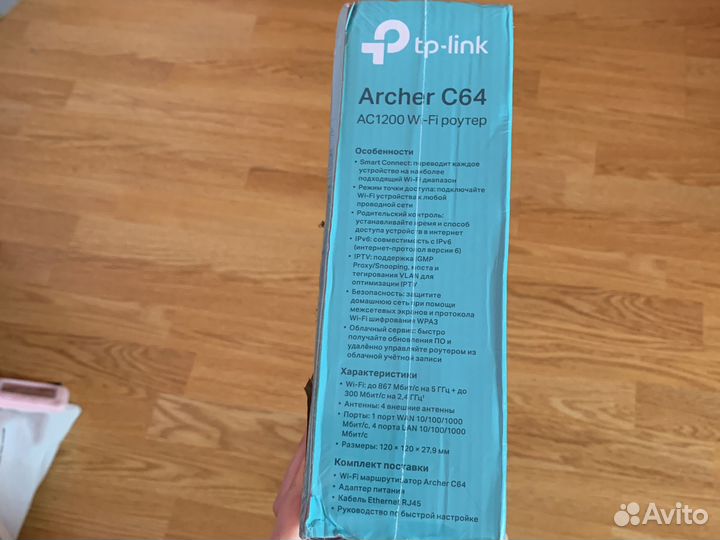 tp-link
Archer C64
AC1200 Wi-Fi роутер
Особенности
• Smart Connect: переводит каждое
устройство на наиболее
подходящий Wi-Fi диапазон
• Режим точки доступа: подключайте
Wi-Fi устройства к любой
проводной сети
• Родительский контроль:
устанавливайте время и способ
доступа устройств в интернет
• IPv6: совместимость с IPv6
(интернет-протокол версии 6)
• IPTV: поддержка IGMP
Proxy/Snooping, моста и
тегирования VLAN для
оптимизации IPTV
• Безопасность: защитите
домашнюю сеть при помощи
межсетевых экранов и протокола
Wi-Fi шифрование WPA3
• Облачный сервис: быстро
получайте обновления ПО и
удалённо управляйте роутером из
облачной учётной записи
Характеристики
• Wi-Fi: до 867 Мбит/с на 5 ГГц + до
300 Мбит/с на 2,4 ГГц¹
• Антенны: 4 внешние антенны
• Порты: 1 порт WAN 10/100/1000
Мбит/с, 4 порта LAN 10/100/1000
Мбит/с
• Размеры: 120 × 120 × 27,9 мм
Комплект поставки
• Wi-Fi маршрутизатор Archer C64
• Адаптер питания
• Кабель Ethernet RJ45
• Руководство по быстрой настройке
Avito